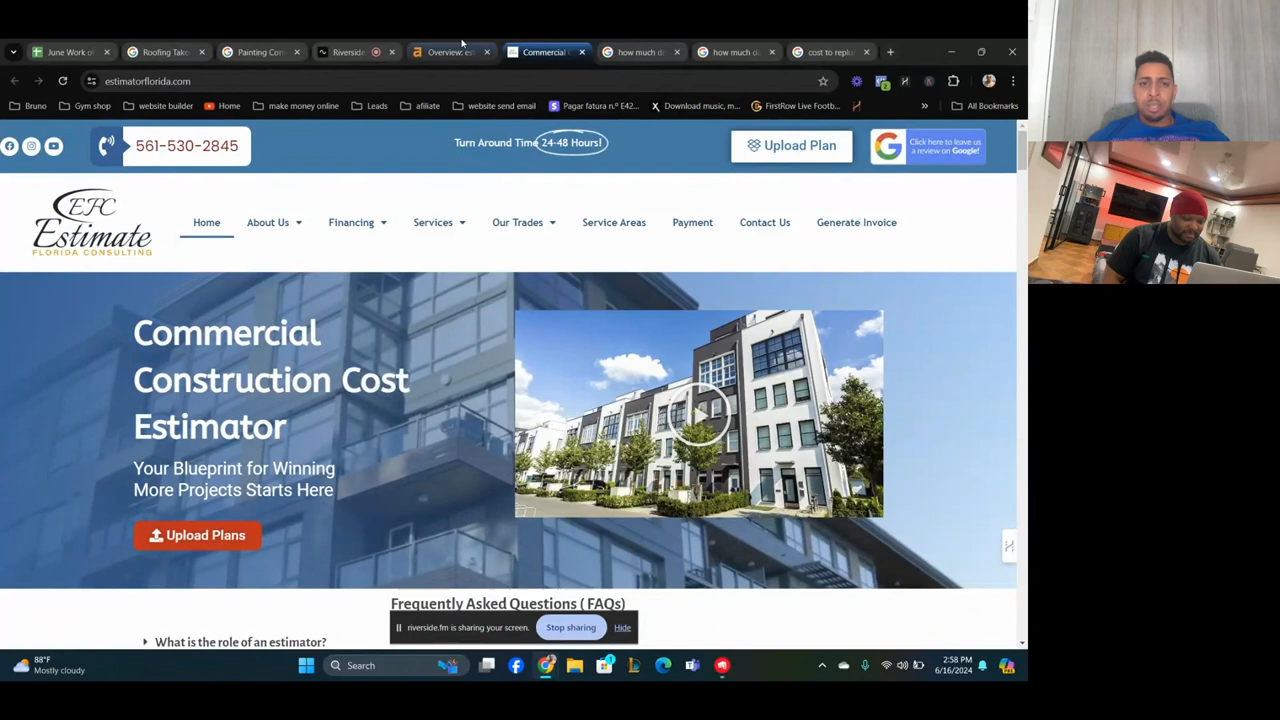 June Work of
Roofing Take
Painting Com
Riverside
Overview: es
Commercial
how much d
how much d
cost to replu
estimatorflorida.com
Bruno
Gym shop
website builder
Home
make money online
Leads
afiliate
website send email
Pagar fatura n.º E42...
Download music, m...
FirstRow Live Footb...
All Bookmarks
561-530-2845
Turn Around Time 24-48 Hours!
Upload Plan
Click here to leave us
a review on Google!
EFC
Estimate
FLORIDA CONSULTING
Home
About Us
Financing
Services
Our Trades
Service Areas
Payment
Contact Us
Generate Invoice
Commercial
Construction Cost
Estimator
Your Blueprint for Winning
More Projects Starts Here
Upload Plans
Frequently Asked Questions ( FAQs)
riverside.fm is sharing your screen.
Stop sharing
Hide
What is the role of an estimator?
88°F
Mostly cloudy
Search
2:58 PM
6/16/2024